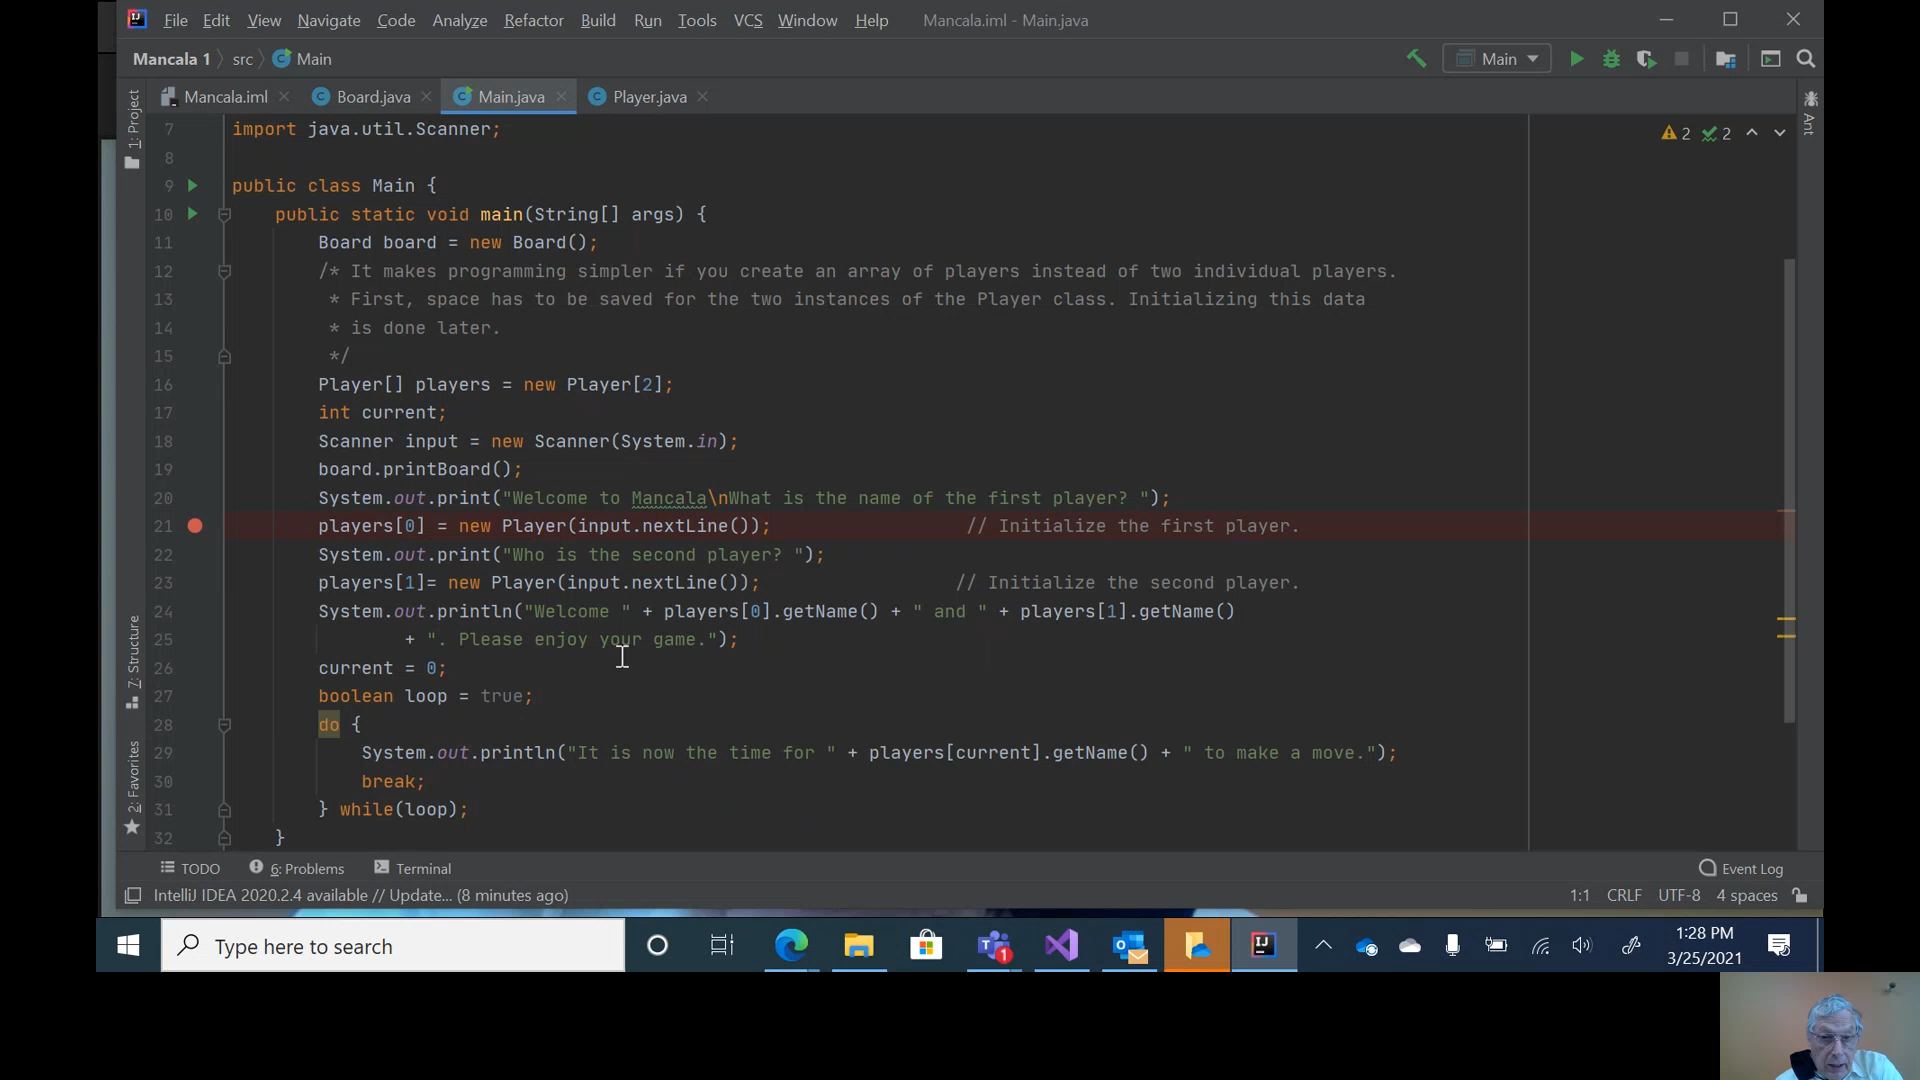 File Edit View Navigate Code Analyze Refactor Build Run Tools VCS Window Help Mancala.iml - Main.java
Mancala 1 src Main Main
Mancala.iml Board.java Main.java Player.java
1: Project
Ant
2 2
7 import java.util.Scanner;
8
9 public class Main {
10 public static void main(String[] args) {
11 Board board = new Board();
12 /* It makes programming simpler if you create an array of players instead of two individual players.
13 * First, space has to be saved for the two instances of the Player class. Initializing this data
14 * is done later.
15 */
16 Player[] players = new Player[2];
17 int current;
18 Scanner input = new Scanner(System.in);
19 board.printBoard();
20 System.out.print("Welcome to Mancala\nWhat is the name of the first player? ");
21 players[0] = new Player(input.nextLine()); // Initialize the first player.
22 System.out.print("Who is the second player? ");
23 players[1]= new Player(input.nextLine()); // Initialize the second player.
24 System.out.println("Welcome " + players[0].getName() + " and " + players[1].getName()
25 + ". Please enjoy your game.");
26 current = 0;
27 boolean loop = true;
28 do {
29 System.out.println("It is now the time for " + players[current].getName() + " to make a move.");
30 break;
31 } while(loop);
32 }
7: Structure
2: Favorites
TODO 6: Problems Terminal Event Log
IntelliJ IDEA 2020.2.4 available // Update... (8 minutes ago) 1:1 CRLF UTF-8 4 spaces
Type here to search
1
1:28 PM
3/25/2021